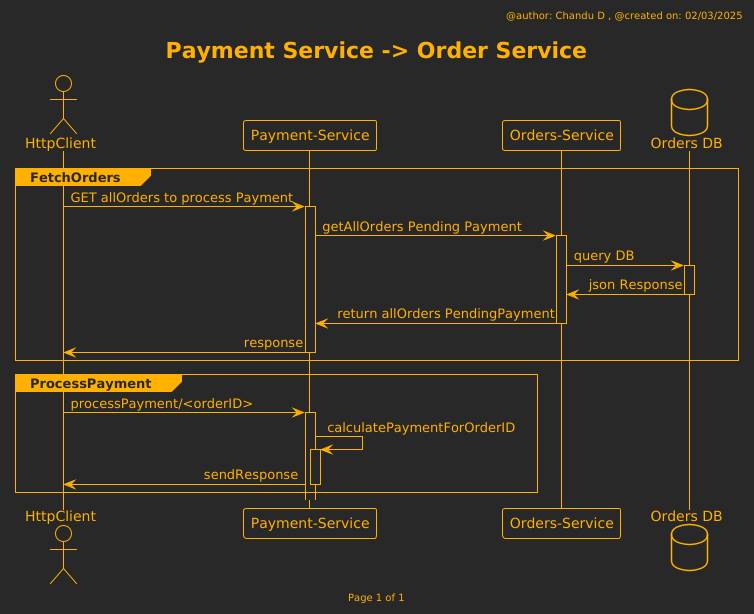 @author: Chandu D , @created on: 02/03/2025
Payment Service -> Order Service
HttpClient
Payment-Service
Orders-Service
Orders DB
FetchOrders
GET allOrders to process Payment
getAllOrders Pending Payment
query DB
json Response
return allOrders PendingPayment
response
ProcessPayment
processPayment/<orderID>
calculatePaymentForOrderID
sendResponse
HttpClient
Payment-Service
Orders-Service
Orders DB
Page 1 of 1